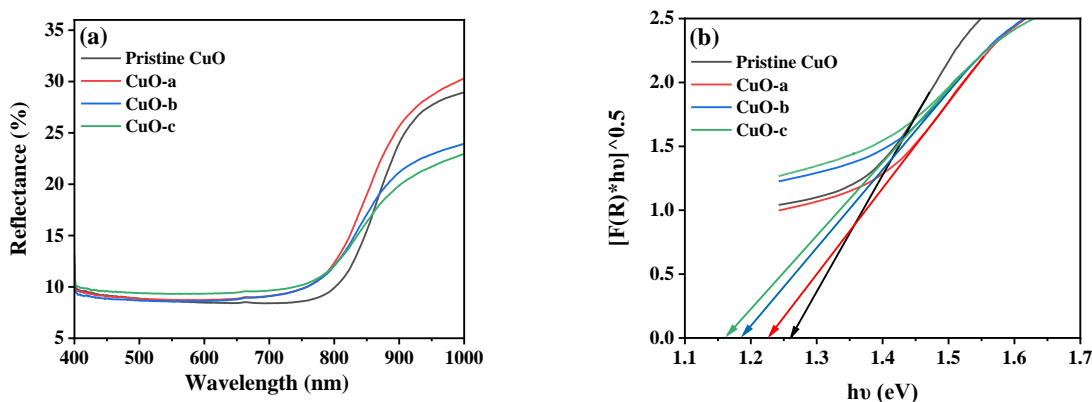 (a)
Pristine CuO
CuO-a
CuO-b
CuO-c
35
30
25
20
15
10
5
400 500 600 700 800 900 1000
Reflectance (%)
Wavelength (nm)
(b)
Pristine CuO
CuO-a
CuO-b
CuO-c
2.5
2.0
1.5
1.0
0.5
0.0
1.1 1.2 1.3 1.4 1.5 1.6 1.7
[F(R)*hυ]^0.5
hυ (eV)